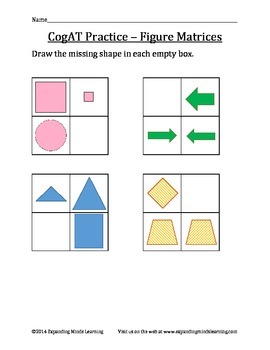 Name
CogAT Practice – Figure Matrices
Draw the missing shape in each empty box.
©2014 Expanding Minds Learning Visit us on the web at www.expandingmindslearning.com